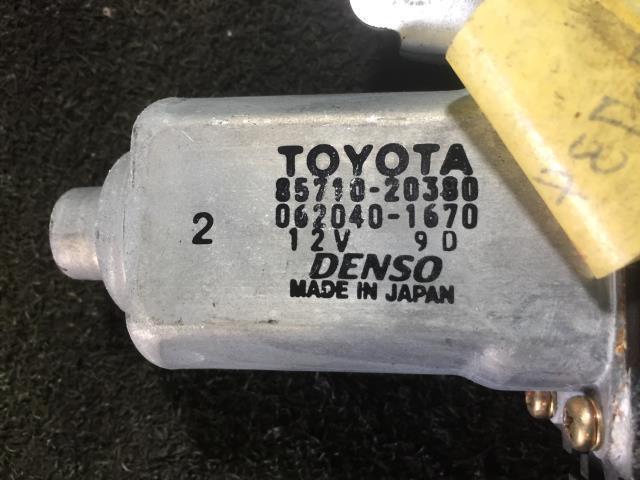 TOYOTA
85710-20380
062040-1670
2
12V 9D
DENSO
MADE IN JAPAN